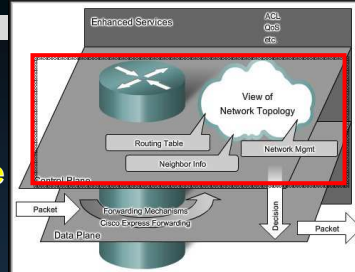 Enhanced Services
ACL
QoS
etc.
View of
Network Topology
Routing Table
Neighbor Info
Network Mgmt
Control Plane
Packet
Forwarding Mechanisms
Cisco Express Forwarding
Data Plane
Decision
Packet
e